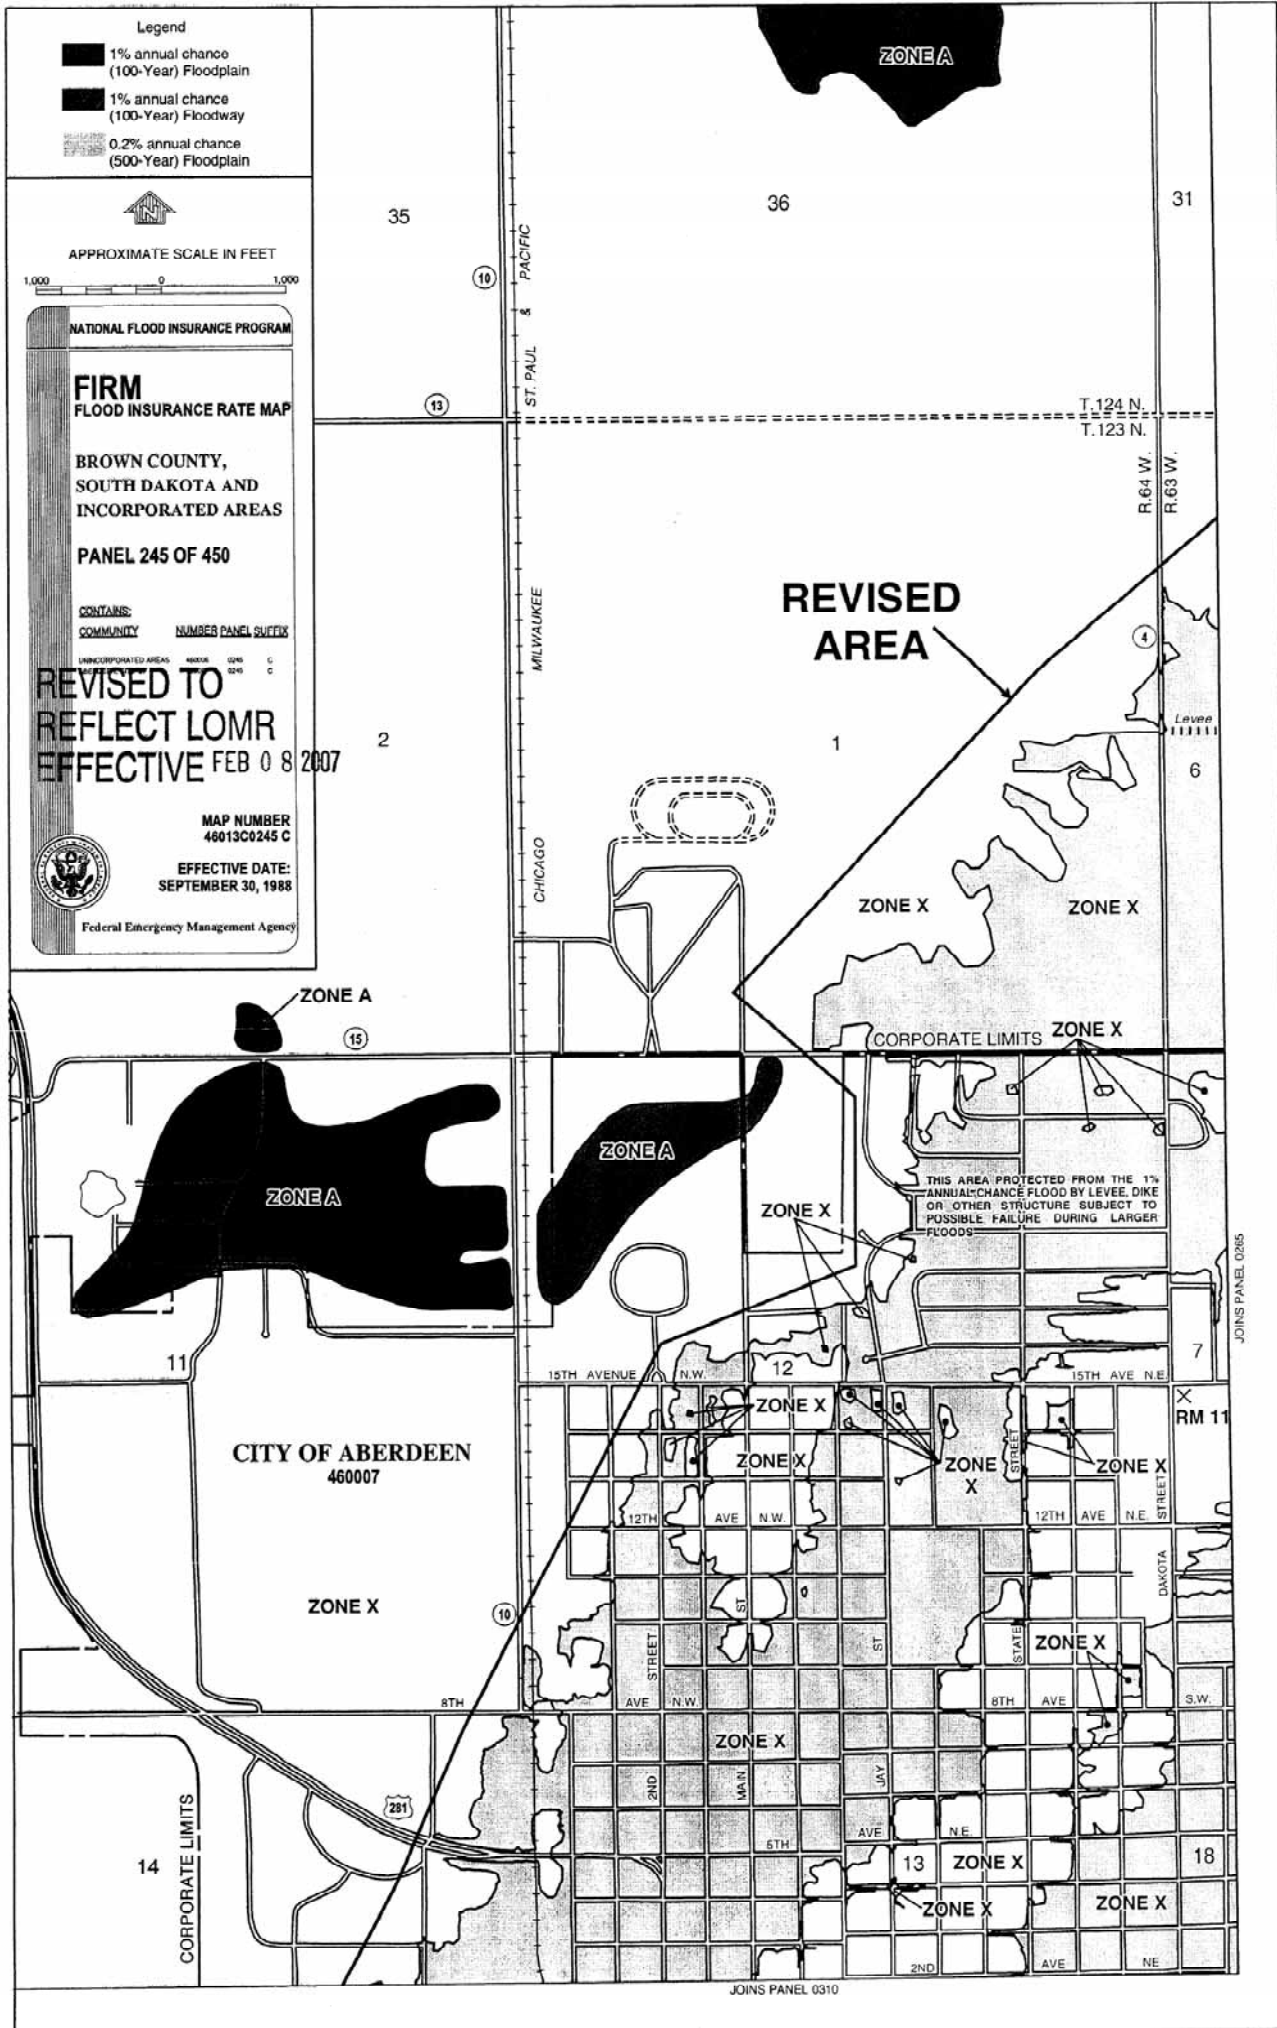 Legend
1% annual chance
(100-Year) Floodplain
1% annual chance
(100-Year) Floodway
0.2% annual chance
(500-Year) Floodplain
N
APPROXIMATE SCALE IN FEET
1,000 0 1,000
NATIONAL FLOOD INSURANCE PROGRAM
FIRM
FLOOD INSURANCE RATE MAP
BROWN COUNTY,
SOUTH DAKOTA AND
INCORPORATED AREAS
PANEL 245 OF 450
CONTAINS:
COMMUNITY NUMBER PANEL SUFFIX
UNINCORPORATED AREAS 460006 0245 C
0245 C
REVISED TO
REFLECT LOMR
EFFECTIVE FEB 08 2007
MAP NUMBER
46013C0245 C
EFFECTIVE DATE:
SEPTEMBER 30, 1988
Federal Emergency Management Agency
ZONE A
35
36
31
10
PACIFIC
&
ST. PAUL
13
T.124 N.
T.123 N.
R.64 W.
R.63 W.
MILWAUKEE
REVISED
AREA
4
Levee
2
1
6
CHICAGO
ZONE X
ZONE X
ZONE A
15
CORPORATE LIMITS
ZONE X
ZONE A
ZONE A
THIS AREA PROTECTED FROM THE 1%
ANNUAL CHANCE FLOOD BY LEVEE, DIKE
OR OTHER STRUCTURE SUBJECT TO
POSSIBLE FAILURE DURING LARGER
FLOODS
ZONE X
JOINS PANEL 0265
11
12
7
15TH AVENUE N.W.
15TH AVE N.E.
RM 11
ZONE X
CITY OF ABERDEEN
460007
ZONE X
ZONE
X
STREET
ZONE X
STREET
12TH AVE N.W.
12TH AVE N.E.
DAKOTA
ZONE X
10
ST
STREET
ST
STATE
ZONE X
8TH AVE N.W.
8TH AVE S.W.
ZONE X
2ND
MAIN
JAY
281
CORPORATE LIMITS
14
6TH AVE N.E.
13
ZONE X
18
ZONE X
ZONE X
2ND AVE NE
JOINS PANEL 0310